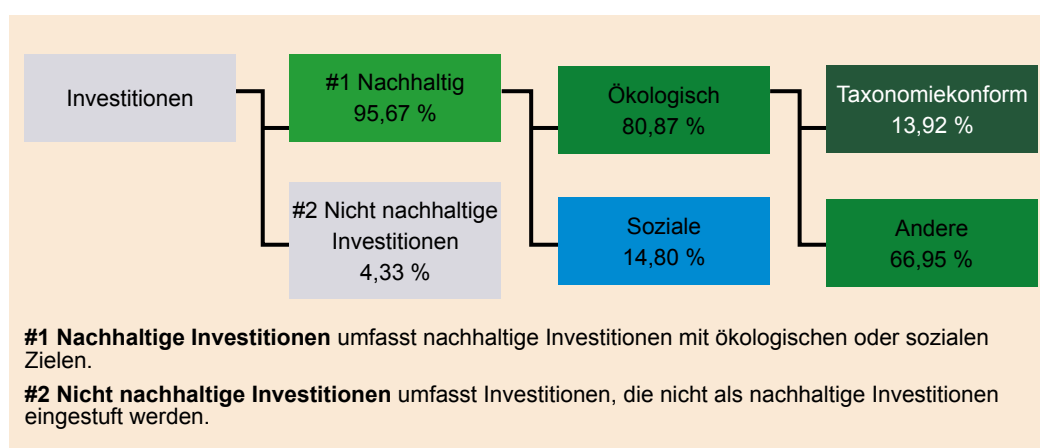 Investitionen
#1 Nachhaltig
95,67 %
#2 Nicht nachhaltige
Investitionen
4,33 %
Ökologisch
80,87 %
Soziale
14,80 %
Taxonomiekonform
13,92 %
Andere
66,95 %
#1 Nachhaltige Investitionen umfasst nachhaltige Investitionen mit ökologischen oder sozialen
Zielen.
#2 Nicht nachhaltige Investitionen umfasst Investitionen, die nicht als nachhaltige Investitionen
eingestuft werden.